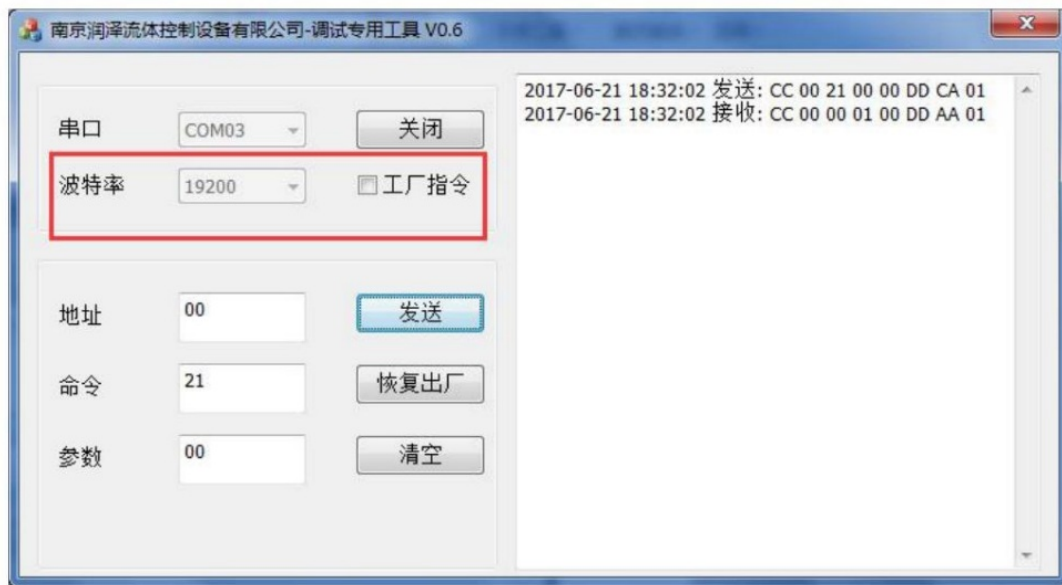 南京润泽流体控制设备有限公司-调试专用工具 V0.6
串口 COM03 关闭
波特率 19200 工厂指令
地址 00 发送
命令 21 恢复出厂
参数 00 清空
2017-06-21 18:32:02 发送: CC 00 21 00 00 DD CA 01
2017-06-21 18:32:02 接收: CC 00 00 01 00 DD AA 01